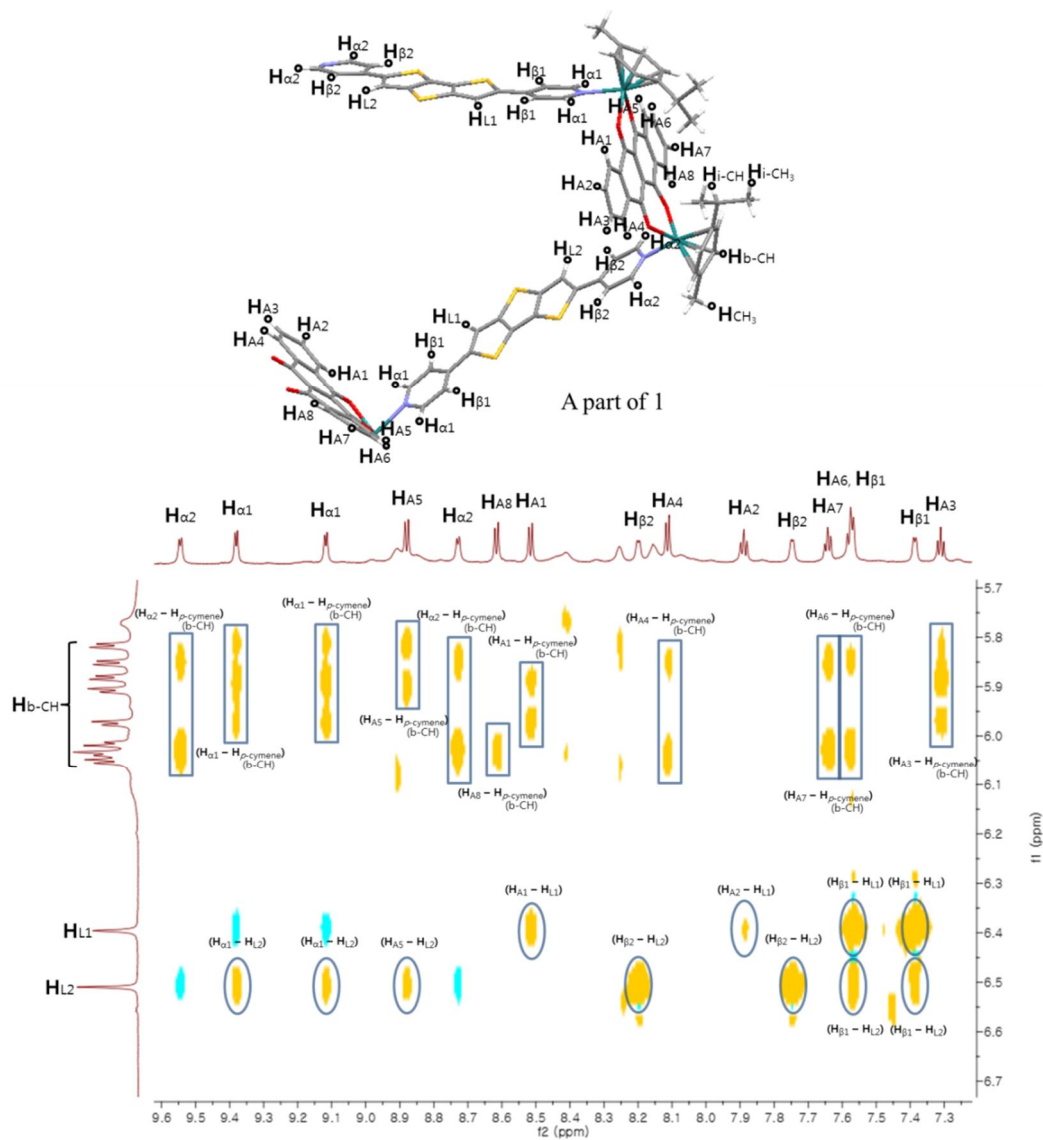 Hα2 Hβ2 Hβ1 Hα1
Hα2 Hβ2 HL2 HL1 Hβ1 Hα1 HA5 HA6
HA1 HA7
HA2 HA8 Hi-CH Hi-CH3
HA3 HA4 Hα2
HL2 Hβ2 Hb-CH
Hβ2 Hα2
HCH3
HA3 HA2 HL1
HA4 Hβ1
HA1 Hα1 Hβ1
HA8 Hα1
HA7 HA5
HA6
A part of 1
HA6, Hβ1
Hα2 Hα1 Hα1 HA5 Hα2 HA8 HA1 Hβ2 HA4 HA2 Hβ2 HA7 Hβ1 HA3
(Hα2 – Hp-cymene)
(b-CH)
(Hα1 – Hp-cymene)
(b-CH)
(Hα2 – Hp-cymene)
(b-CH)
(HA1 – Hp-cymene)
(b-CH)
(HA4 – Hp-cymene)
(b-CH)
(HA6 – Hp-cymene)
(b-CH)
Hb-CH
(Hα1 – Hp-cymene)
(b-CH)
(HA5 – Hp-cymene)
(b-CH)
(HA8 – Hp-cymene)
(b-CH)
(HA7 – Hp-cymene)
(b-CH)
(HA3 – Hp-cymene)
(b-CH)
(HA1 – HL1) (HA2 – HL1) (Hβ1 – HL1) (Hβ1 – HL1)
HL1
(Hα1 – HL2) (Hα1 – HL2) (HA5 – HL2) (Hβ2 – HL2) (Hβ2 – HL2)
HL2
(Hβ1 – HL2) (Hβ1 – HL2)
5.7
5.8
5.9
6.0
6.1
6.2
6.3
6.4
6.5
6.6
6.7
f1 (ppm)
9.6 9.5 9.4 9.3 9.2 9.1 9.0 8.9 8.8 8.7 8.6 8.5 8.4 8.3 8.2 8.1 8.0 7.9 7.8 7.7 7.6 7.5 7.4 7.3
f2 (ppm)